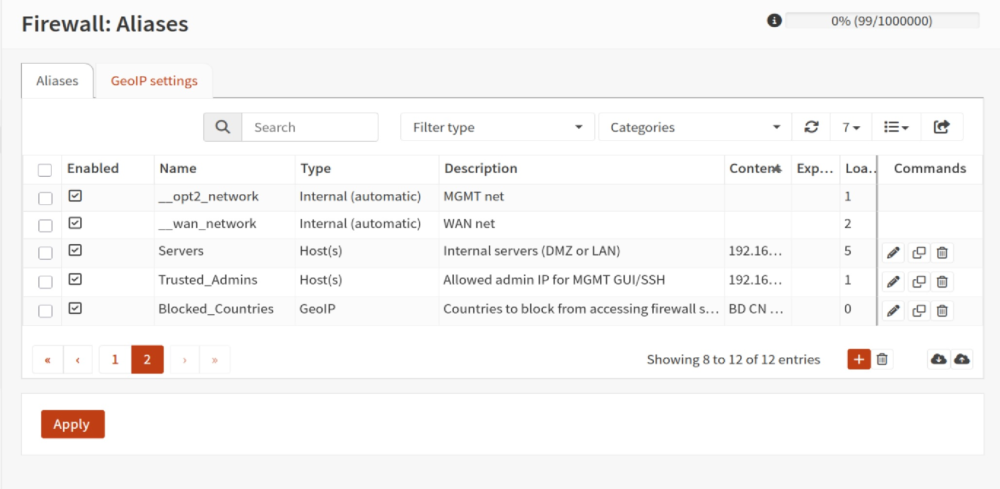 Firewall: Aliases
0% (99/1000000)
Aliases
GeoIP settings
Search
Filter type
Categories
7
Enabled Name Type Description Content Exp... Loa.. Commands
__opt2_network Internal (automatic) MGMT net 1
__wan_network Internal (automatic) WAN net 2
Servers Host(s) Internal servers (DMZ or LAN) 192.16... 5
Trusted_Admins Host(s) Allowed admin IP for MGMT GUI/SSH 192.16... 1
Blocked_Countries GeoIP Countries to block from accessing firewall s... BD CN ... 0
« ‹ 1 2 › » Showing 8 to 12 of 12 entries
Apply